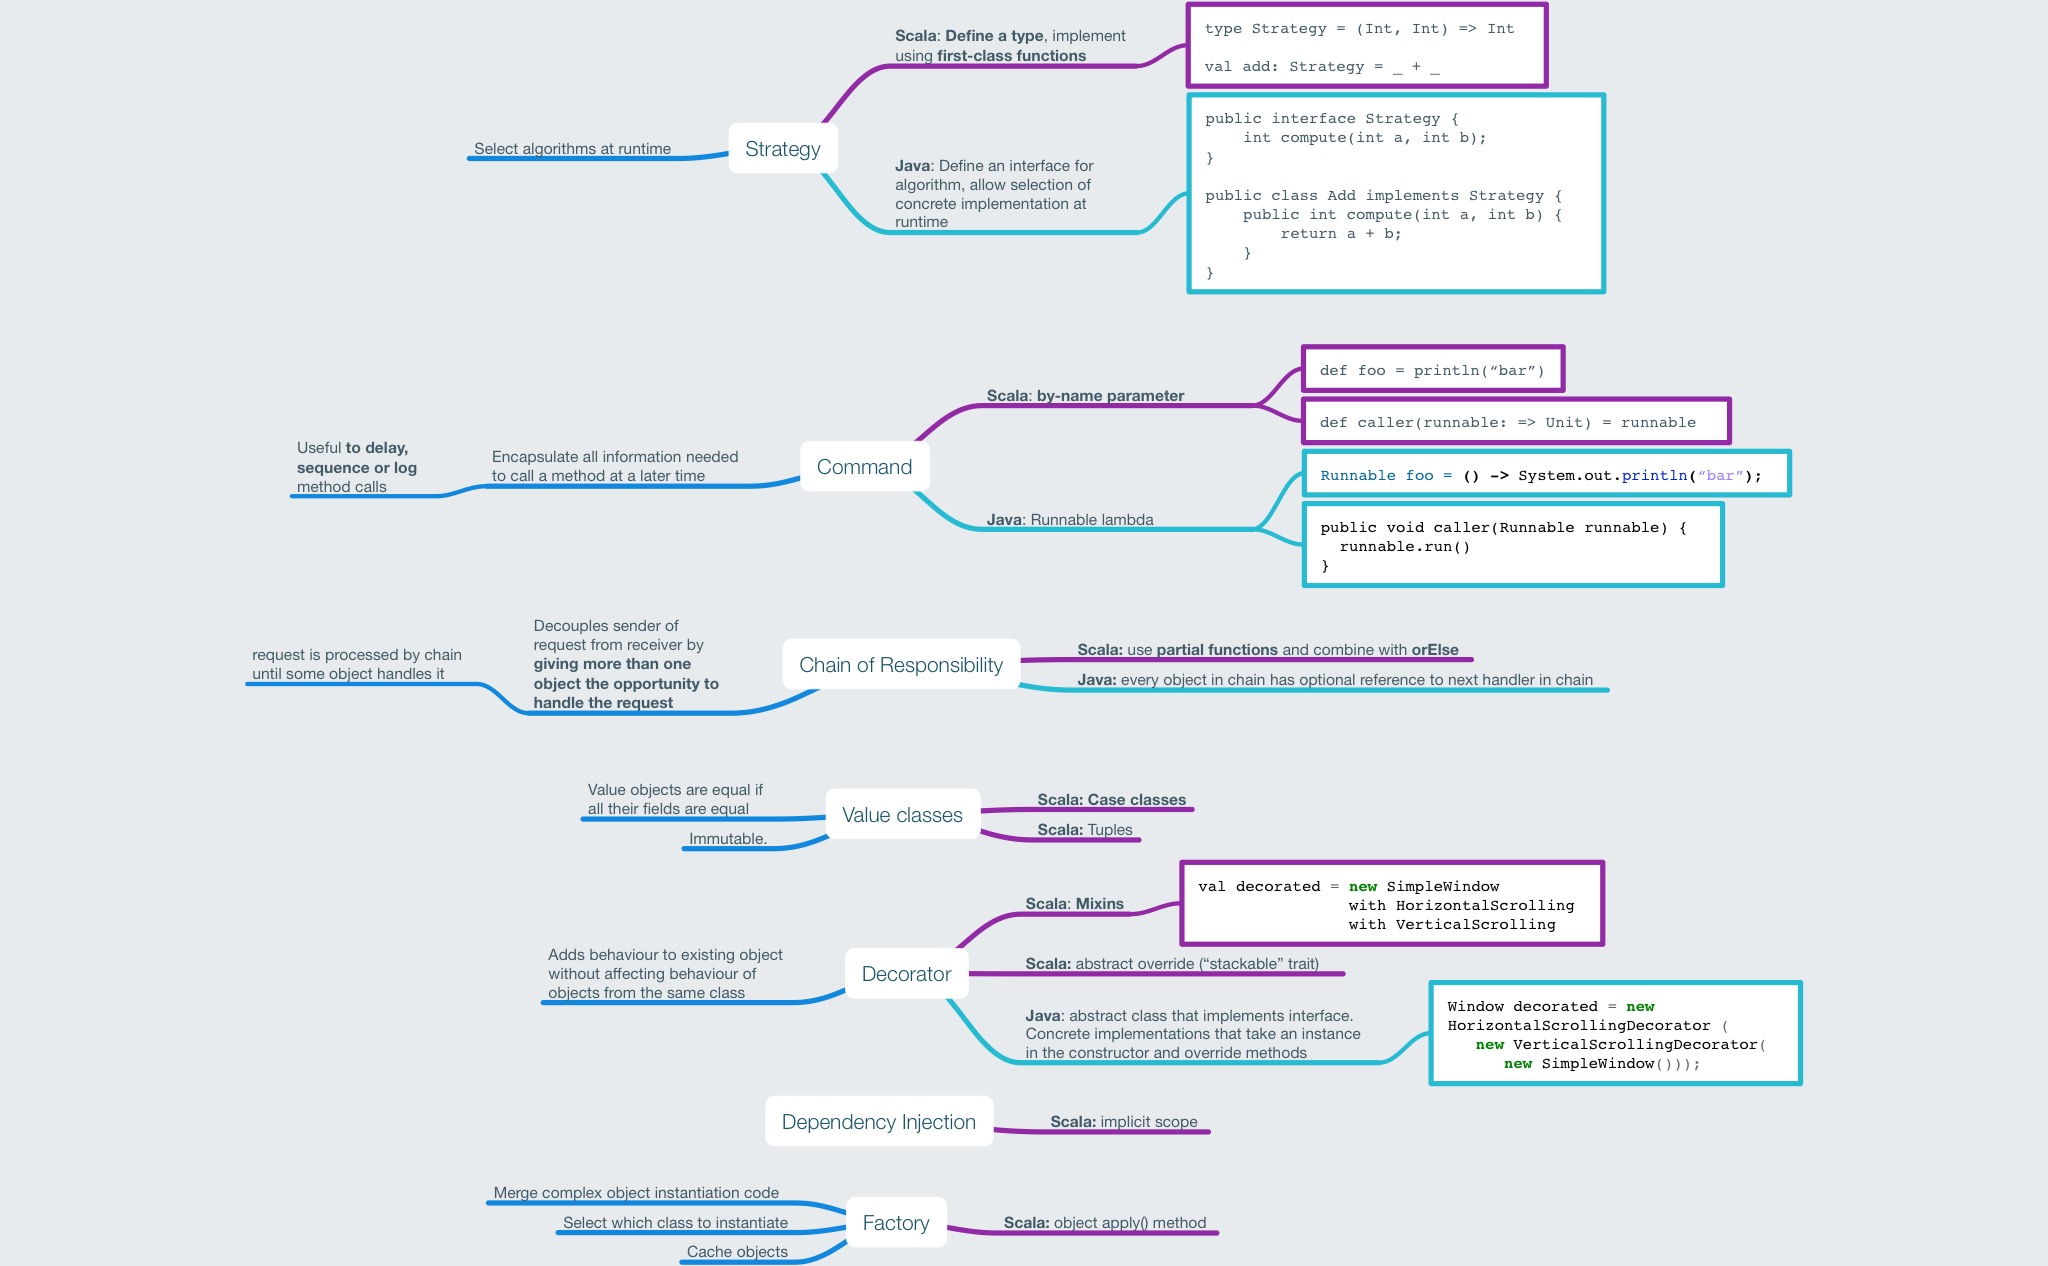 Select algorithms at runtime
Strategy
Scala: Define a type, implement
using first-class functions
type Strategy = (Int, Int) => Int
val add: Strategy = _ + _
Java: Define an interface for
algorithm, allow selection of
concrete implementation at
runtime
public interface Strategy {
    int compute(int a, int b);
}
public class Add implements Strategy {
    public int compute(int a, int b) {
        return a + b;
    }
}
Useful to delay,
sequence or log
method calls
Encapsulate all information needed
to call a method at a later time
Command
Scala: by-name parameter
def foo = println(“bar”)
def caller(runnable: => Unit) = runnable
Java: Runnable lambda
Runnable foo = () -> System.out.println(“bar”);
public void caller(Runnable runnable) {
  runnable.run()
}
request is processed by chain
until some object handles it
Decouples sender of
request from receiver by
giving more than one
object the opportunity to
handle the request
Chain of Responsibility
Scala: use partial functions and combine with orElse
Java: every object in chain has optional reference to next handler in chain
Value objects are equal if
all their fields are equal
Immutable.
Value classes
Scala: Case classes
Scala: Tuples
Adds behaviour to existing object
without affecting behaviour of
objects from the same class
Decorator
Scala: Mixins
val decorated = new SimpleWindow
                with HorizontalScrolling
                with VerticalScrolling
Scala: abstract override (“stackable” trait)
Java: abstract class that implements interface.
Concrete implementations that take an instance
in the constructor and override methods
Window decorated = new
HorizontalScrollingDecorator (
   new VerticalScrollingDecorator(
      new SimpleWindow()));
Dependency Injection
Scala: implicit scope
Merge complex object instantiation code
Select which class to instantiate
Cache objects
Factory
Scala: object apply() method